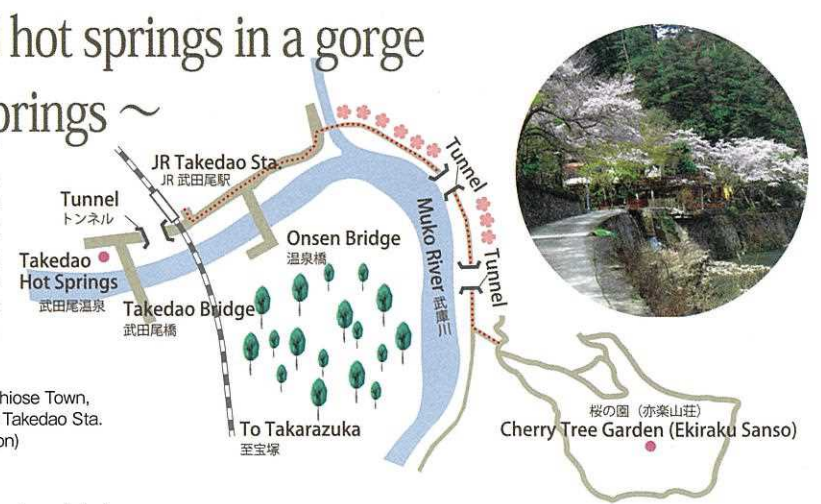 hot springs in a gorge
prings ~
JR Takedao Sta.
JR 武田尾駅
Tunnel
トンネル
Takedao
Hot Springs
武田尾温泉
Takedao Bridge
武田尾橋
Onsen Bridge
温泉橋
Muko River 武庫川
Tunnel
Tunnel
hiose Town,
Takedao Sta.
on)
To Takarazuka
至宝塚
桜の園（亦楽山荘）
Cherry Tree Garden (Ekiraku Sanso)